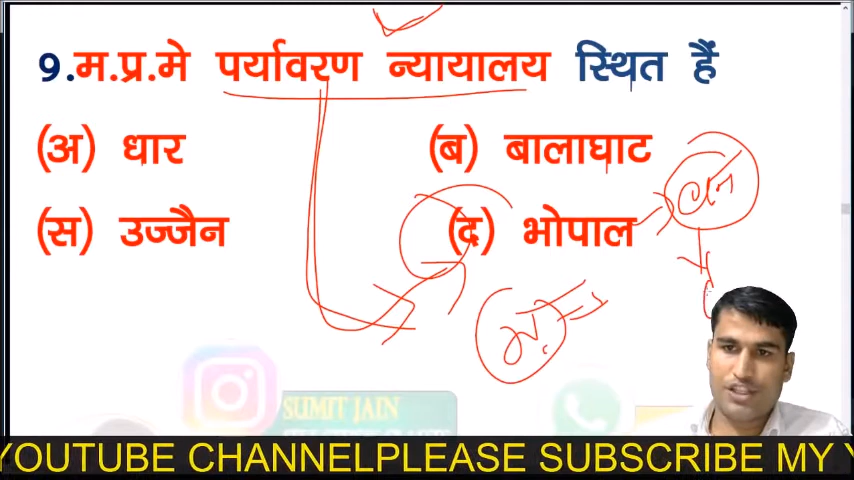 9.म.प्र.मे पर्यावरण न्यायालय स्थित हैं
(अ) धार (ब) बालाघाट
(स) उज्जैन (द) भोपाल
SUMIT JAIN
YOUTUBE CHANNELPLEASE SUBSCRIBE MY Y